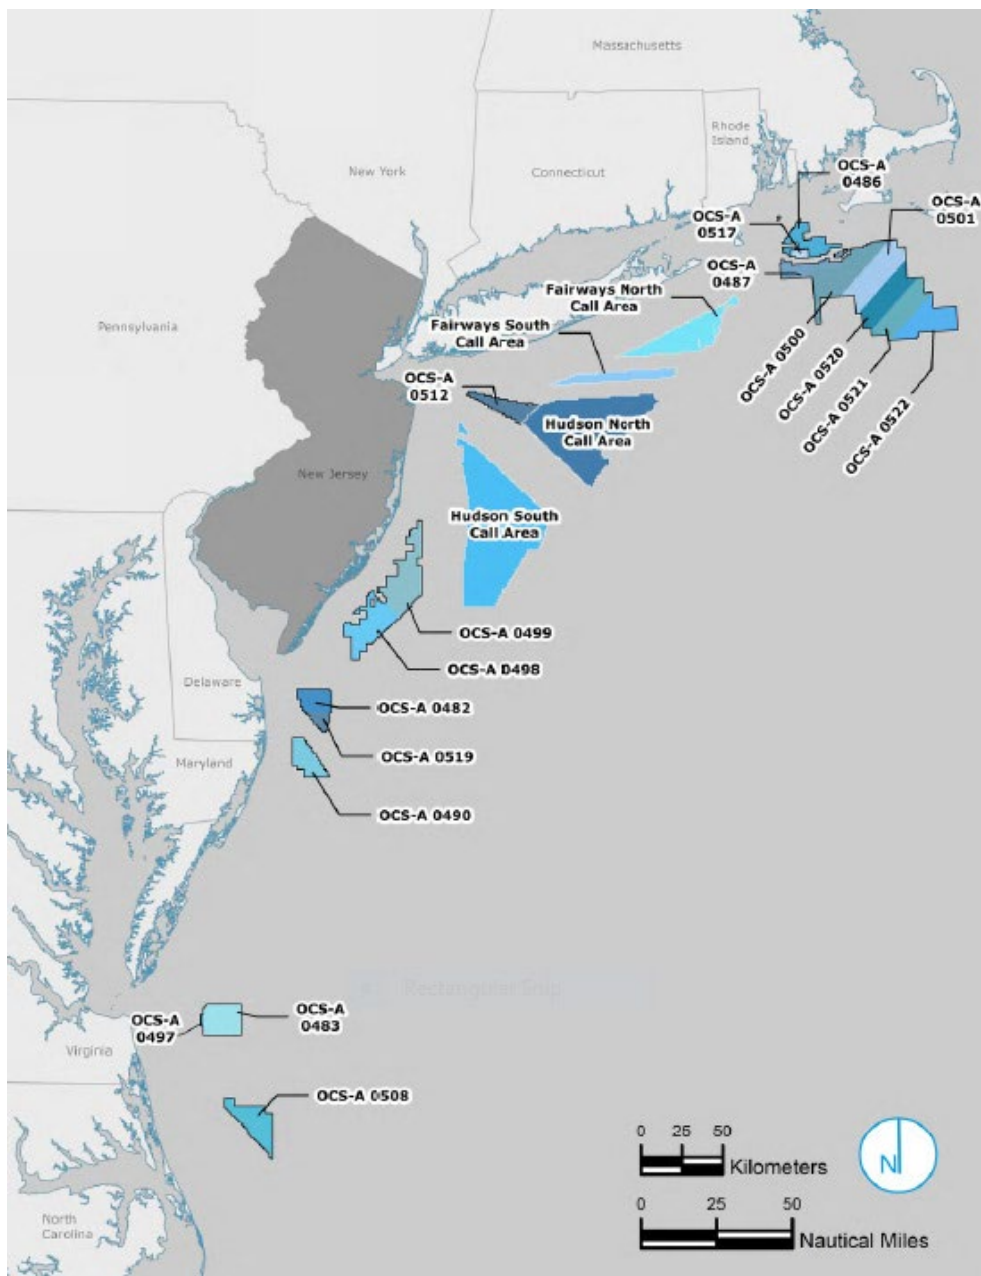 Massachusetts
Rhode
Island
New York
Connecticut
OCS-A
0486
OCS-A
0501
OCS-A
0517
OCS-A
0487
Fairways North
Call Area
Pennsylvania
Fairways South
Call Area
OCS-A 0500
OCS-A 0520
OCS-A 0521
OCS-A 0522
OCS-A
0512
Hudson North
Call Area
New Jersey
Hudson South
Call Area
OCS-A 0499
OCS-A 0498
Delaware
OCS-A 0482
OCS-A 0519
Maryland
OCS-A 0490
Rectangular Snip
OCS-A
0497
OCS-A
0483
Virginia
OCS-A 0508
0 25 50
Kilometers
N
0 25 50
Nautical Miles
North
Carolina